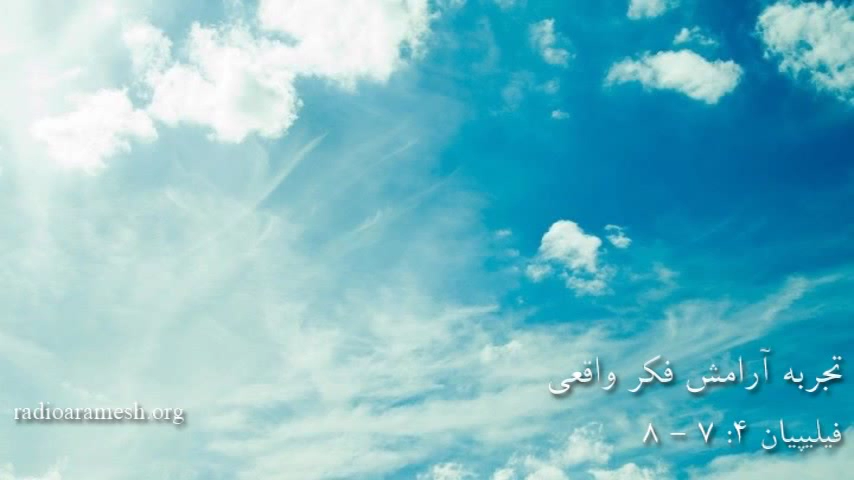 تجربه آرامش فکر واقعی
فیلیپیان ۴: ۷ – ۸
radioaramesh.org